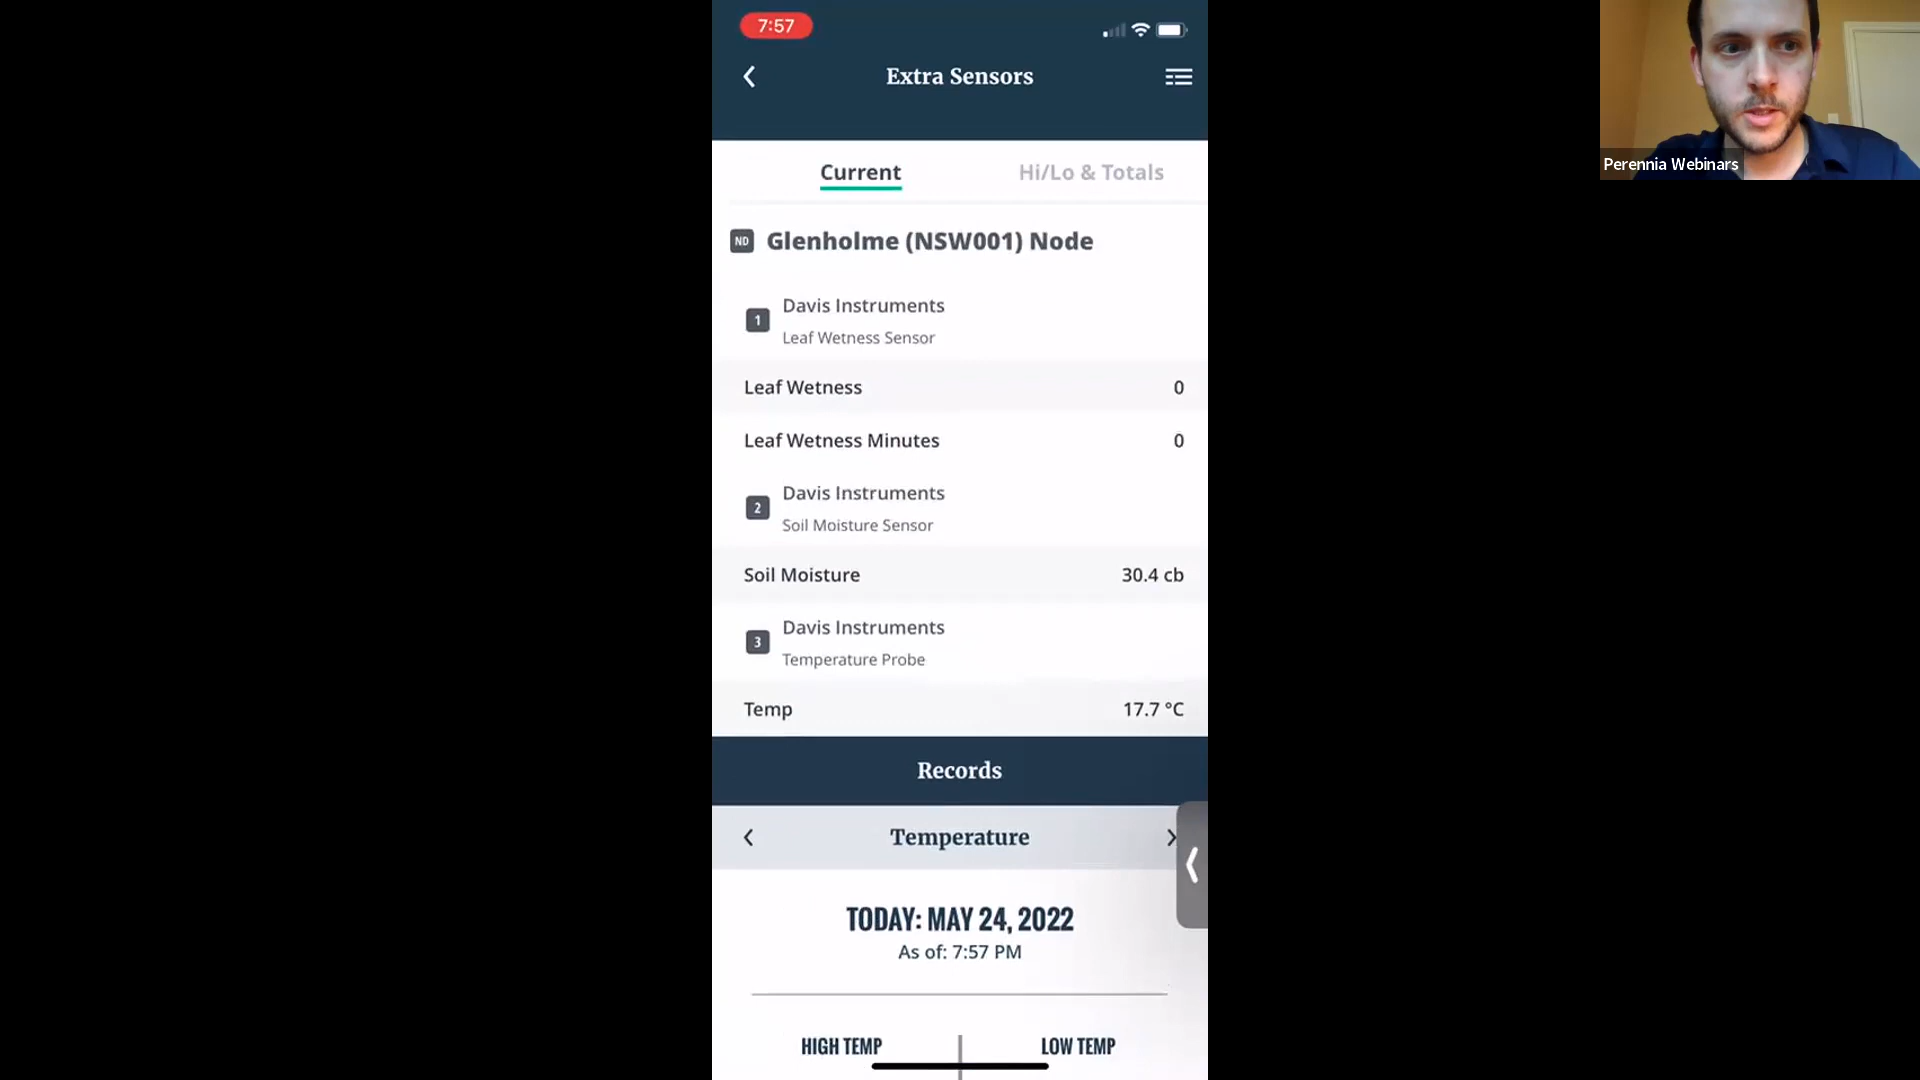 7:57
Extra Sensors
Perennia Webinars
Current
Hi/Lo & Totals
ND
Glenholme (NSW001) Node
1
Davis Instruments
Leaf Wetness Sensor
Leaf Wetness 0
Leaf Wetness Minutes 0
2
Davis Instruments
Soil Moisture Sensor
Soil Moisture 30.4 cb
3
Davis Instruments
Temperature Probe
Temp 17.7 °C
Records
Temperature
TODAY: MAY 24, 2022
As of: 7:57 PM
HIGH TEMP
LOW TEMP